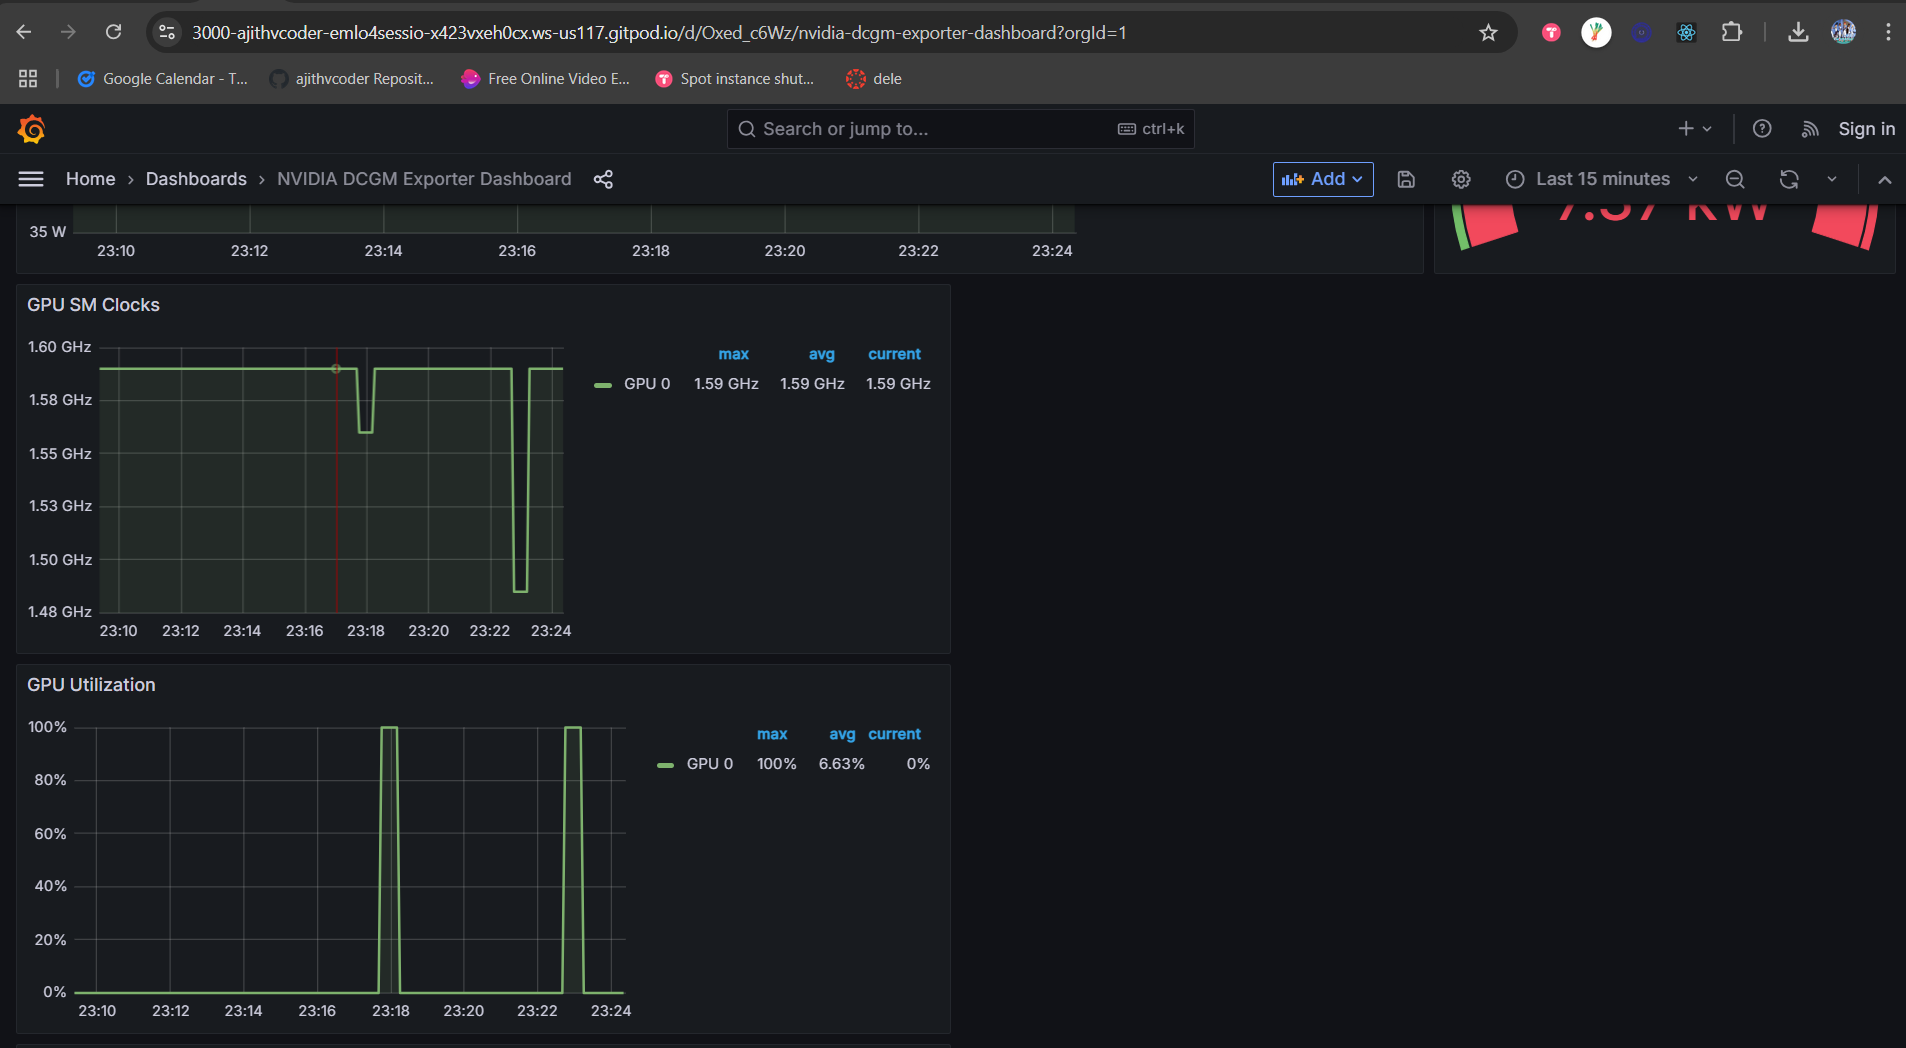 3000-ajithvcoder-emlo4sessio-x423vxeh0cx.ws-us117.gitpod.io/d/Oxed_c6Wz/nvidia-dcgm-exporter-dashboard?orgId=1
Google Calendar - T...
ajithvcoder Reposit...
Free Online Video E...
Spot instance shut...
dele
Search or jump to...
ctrl+k
Sign in
Home › Dashboards › NVIDIA DCGM Exporter Dashboard
Add
Last 15 minutes
35 W
23:10 23:12 23:14 23:16 23:18 23:20 23:22 23:24
7.37 kW
GPU SM Clocks
1.60 GHz
1.58 GHz
1.55 GHz
1.53 GHz
1.50 GHz
1.48 GHz
23:10 23:12 23:14 23:16 23:18 23:20 23:22 23:24
max avg current
GPU 0 1.59 GHz 1.59 GHz 1.59 GHz
GPU Utilization
100%
80%
60%
40%
20%
0%
23:10 23:12 23:14 23:16 23:18 23:20 23:22 23:24
max avg current
GPU 0 100% 6.63% 0%